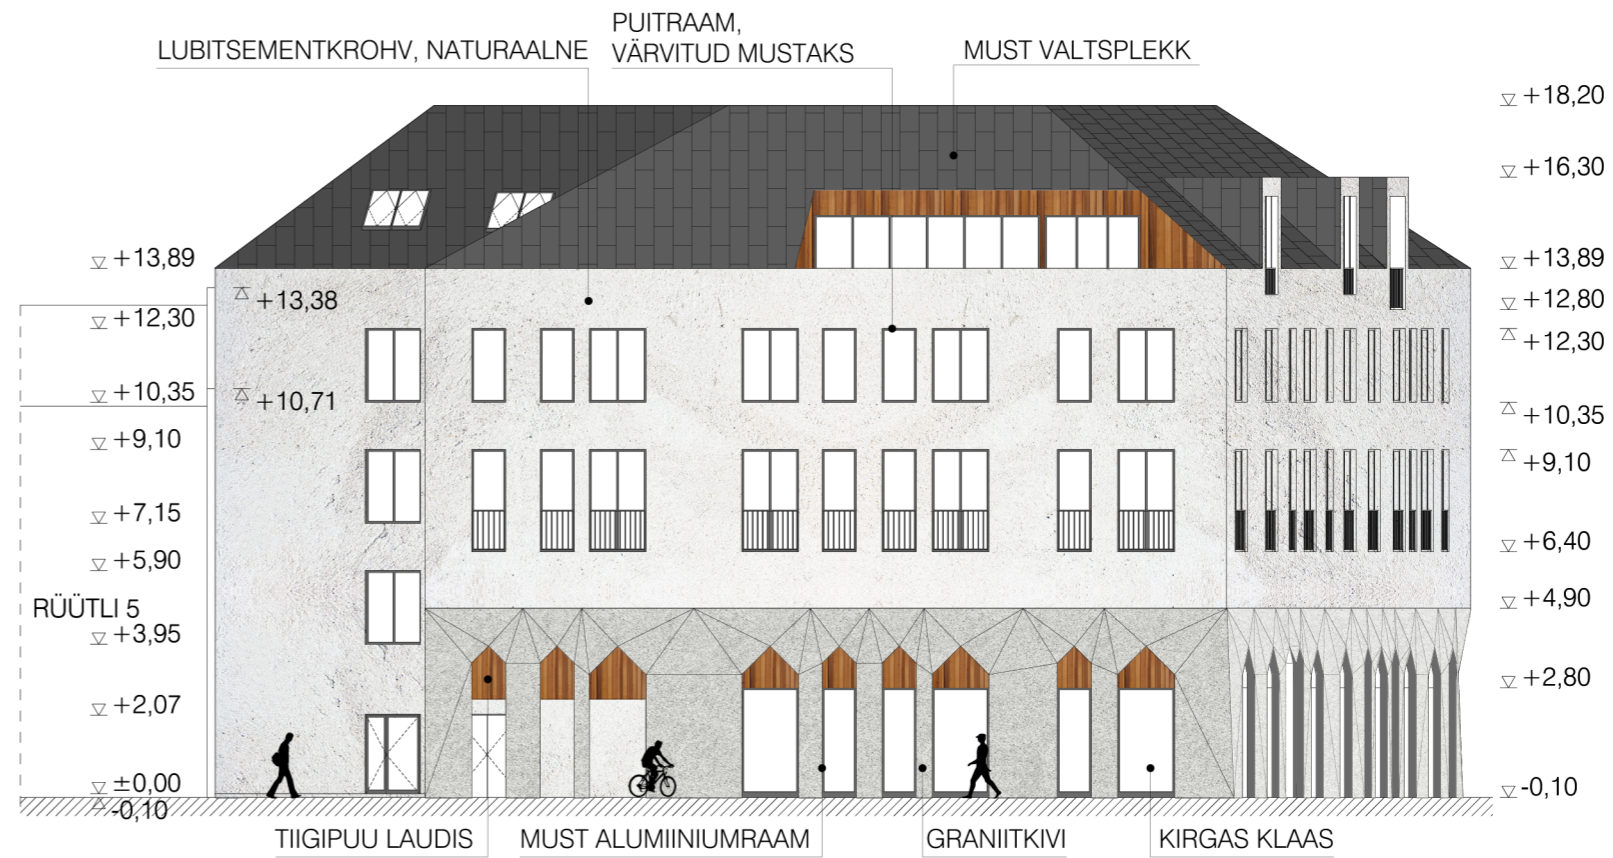 PUITRAAM,
LUBITSEMENTKROHV, NATURAALNE
VÄRVITUD MUSTAKS
MUST VALTSPLEKK
+18,20
+16,30
+13,89
+13,89
+13,38
+12,80
+12,30
+12,30
+10,35
+10,71
+10,35
+9,10
+9,10
+7,15
+6,40
+5,90
+4,90
RÜÜTLI 5
+3,95
+2,80
+2,07
±0,00
-0,10
-0,10
TIIGIPUU LAUDIS
MUST ALUMIINIUMRAAM
GRANIITKIVI
KIRGAS KLAAS